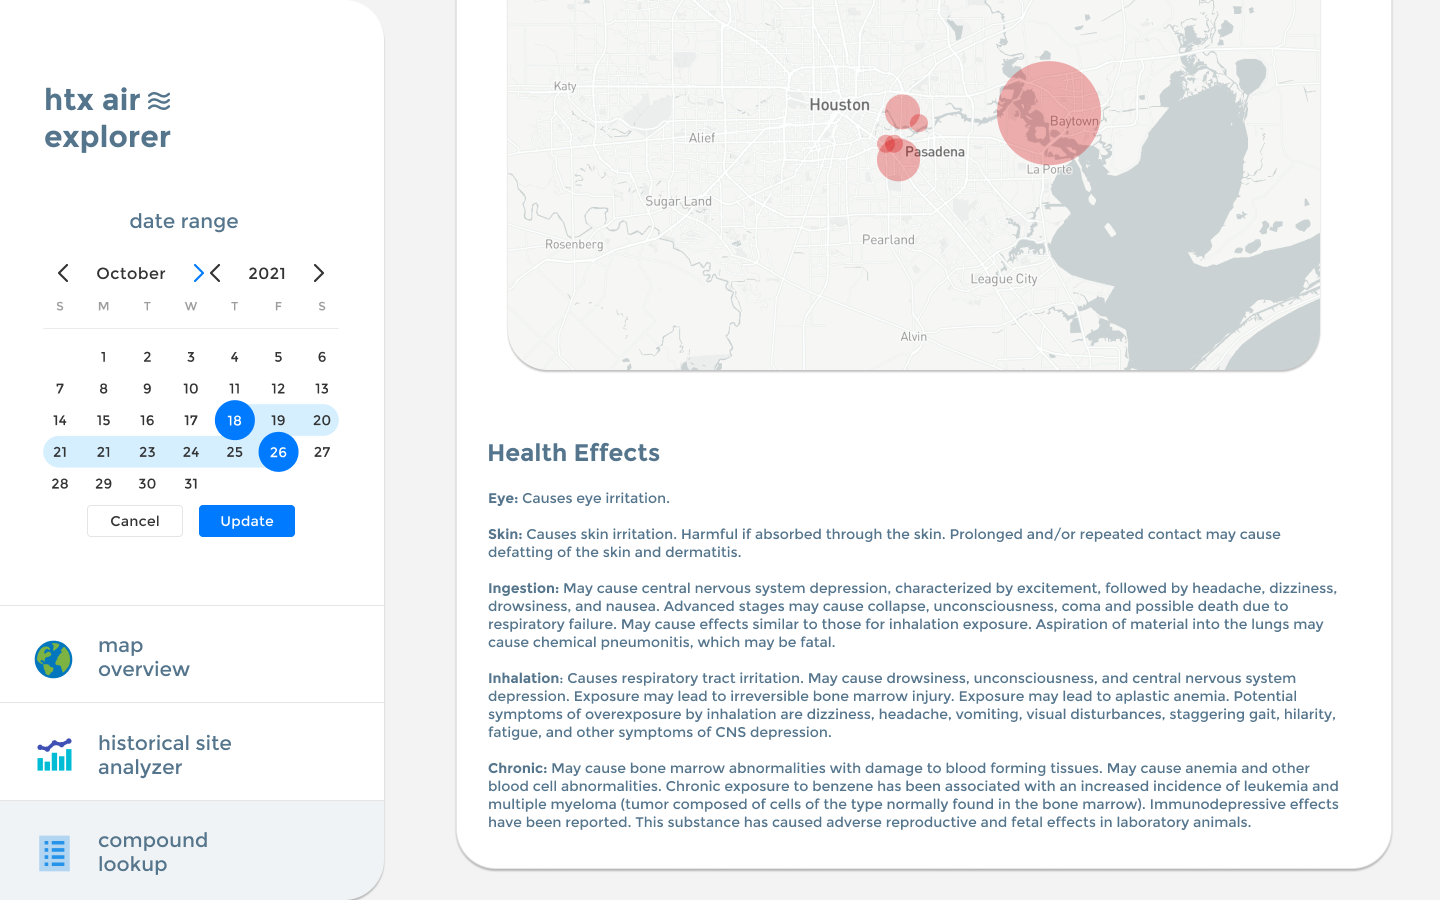 htx air
explorer
date range
October 2021
S M T W T F S
1 2 3 4 5 6
7 8 9 10 11 12 13
14 15 16 17 18 19 20
21 21 23 24 25 26 27
28 29 30 31
Cancel Update
map
overview
historical site
analyzer
compound
lookup
Katy
Houston
Baytown
Alief
Pasadena
La Porte
Sugar Land
Rosenberg
Pearland
League City
Alvin
Health Effects
Eye: Causes eye irritation.
Skin: Causes skin irritation. Harmful if absorbed through the skin. Prolonged and/or repeated contact may cause
defatting of the skin and dermatitis.
Ingestion: May cause central nervous system depression, characterized by excitement, followed by headache, dizziness,
drowsiness, and nausea. Advanced stages may cause collapse, unconsciousness, coma and possible death due to
respiratory failure. May cause effects similar to those for inhalation exposure. Aspiration of material into the lungs may
cause chemical pneumonitis, which may be fatal.
Inhalation: Causes respiratory tract irritation. May cause drowsiness, unconsciousness, and central nervous system
depression. Exposure may lead to irreversible bone marrow injury. Exposure may lead to aplastic anemia. Potential
symptoms of overexposure by inhalation are dizziness, headache, vomiting, visual disturbances, staggering gait, hilarity,
fatigue, and other symptoms of CNS depression.
Chronic: May cause bone marrow abnormalities with damage to blood forming tissues. May cause anemia and other
blood cell abnormalities. Chronic exposure to benzene has been associated with an increased incidence of leukemia and
multiple myeloma (tumor composed of cells of the type normally found in the bone marrow). Immunodepressive effects
have been reported. This substance has caused adverse reproductive and fetal effects in laboratory animals.